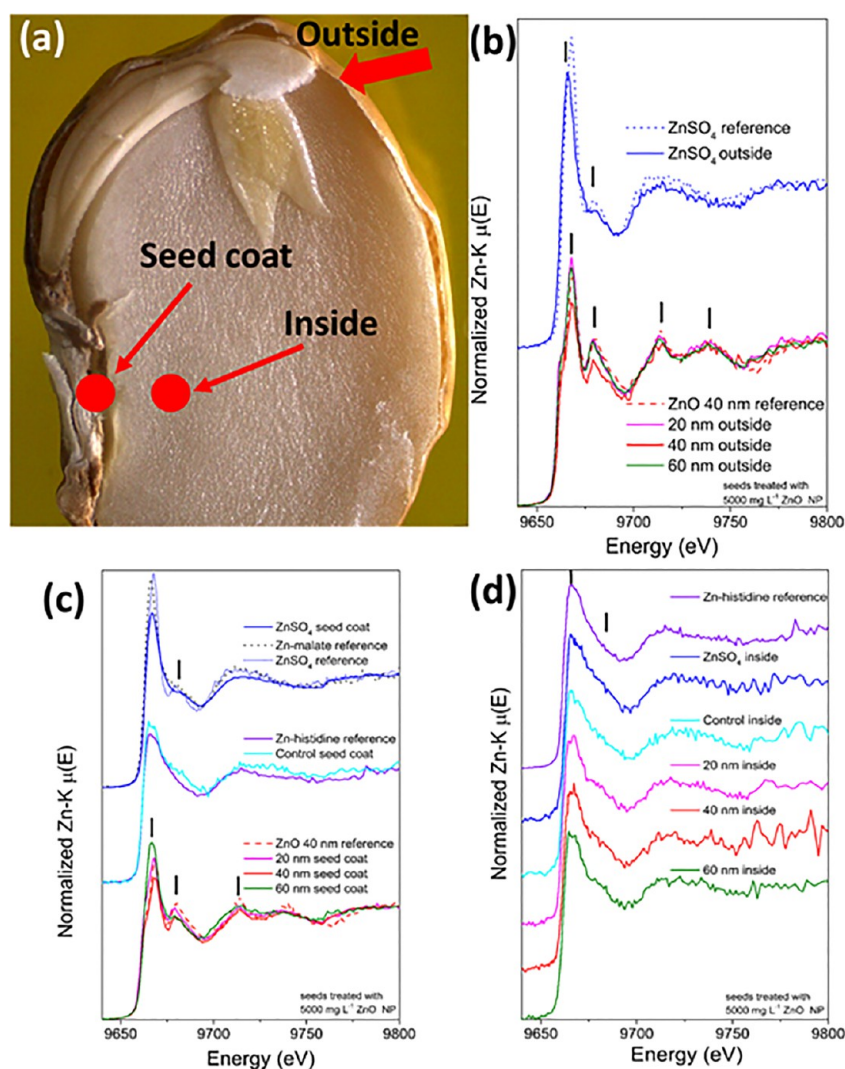 (a)
Outside
Seed coat
Inside
(b)
Normalized Zn-K μ(E)
ZnSO₄ reference
ZnSO₄ outside
ZnO 40 nm reference
20 nm outside
40 nm outside
60 nm outside
seeds treated with
5000 mg L⁻¹ ZnO NP
9650 9700 9750 9800
Energy (eV)
(c)
Normalized Zn-K μ(E)
ZnSO₄ seed coat
Zn-malate reference
ZnSO₄ reference
Zn-histidine reference
Control seed coat
ZnO 40 nm reference
20 nm seed coat
40 nm seed coat
60 nm seed coat
seeds treated with
5000 mg L⁻¹ ZnO NP
9650 9700 9750 9800
Energy (eV)
(d)
Normalized Zn-K μ(E)
Zn-histidine reference
ZnSO₄ inside
Control inside
20 nm inside
40 nm inside
60 nm inside
seeds treated with
5000 mg L⁻¹ ZnO NP
9650 9700 9750 9800
Energy (eV)